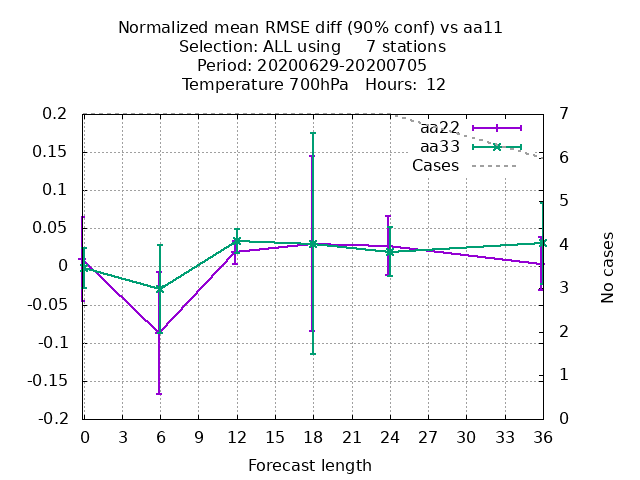 Normalized mean RMSE diff (90% conf) vs aa11
Selection: ALL using     7 stations
Period: 20200629-20200705
Temperature 700hPa   Hours:  12
aa22
aa33
Cases
0.2
0.15
0.1
0.05
0
-0.05
-0.1
-0.15
-0.2
7
6
5
4
3
2
1
0
No cases
0 3 6 9 12 15 18 21 24 27 30 33 36
Forecast length